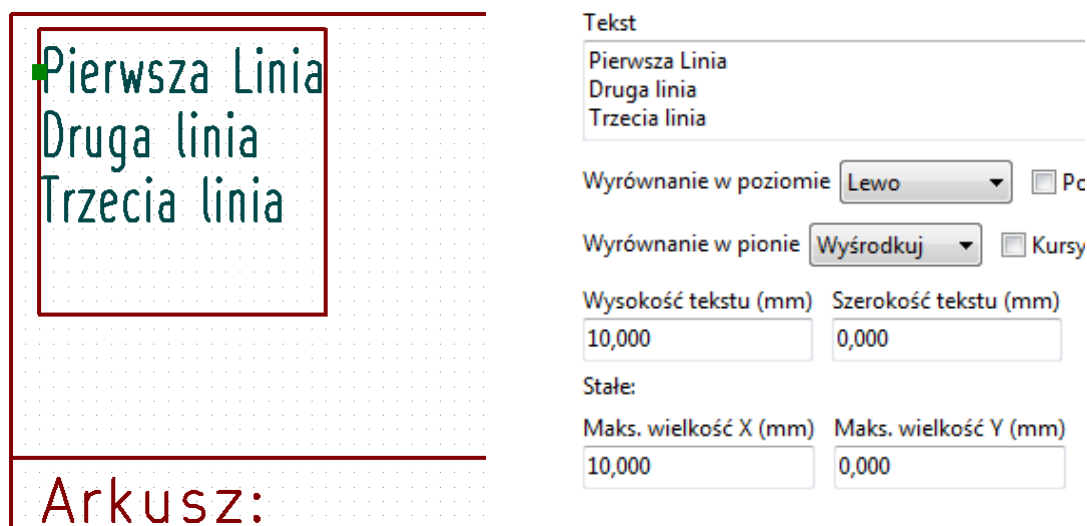 Pierwsza Linia
Druga linia
Trzecia linia
Arkusz:
Tekst
Pierwsza Linia
Druga linia
Trzecia linia
Wyrównanie w poziomie Lewo
Wyrównanie w pionie Wyśrodkuj
Wysokość tekstu (mm) Szerokość tekstu (mm)
10,000 0,000
Stałe:
Maks. wielkość X (mm) Maks. wielkość Y (mm)
10,000 0,000